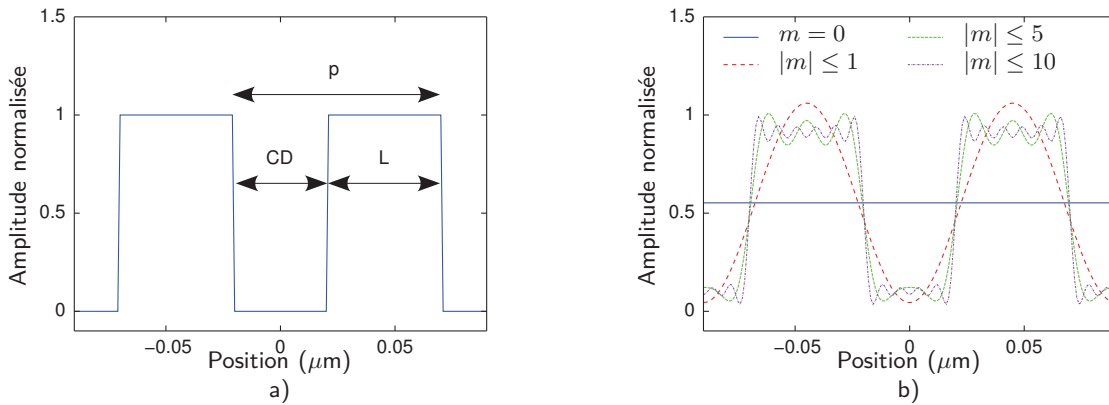 1.5
1
0.5
0
Amplitude normalisée
p
CD
L
−0.05
0
0.05
Position (μm)
a)
1.5
1
0.5
0
Amplitude normalisée
m = 0
|m| ≤ 1
|m| ≤ 5
|m| ≤ 10
−0.05
0
0.05
Position (μm)
b)